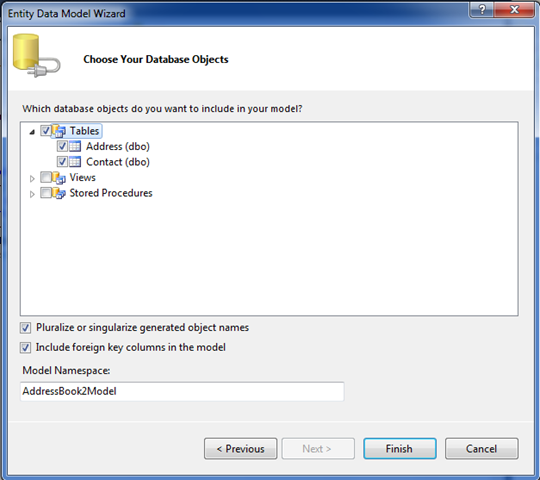 Entity Data Model Wizard
Choose Your Database Objects
Which database objects do you want to include in your model?
Tables
Address (dbo)
Contact (dbo)
Views
Stored Procedures
Pluralize or singularize generated object names
Include foreign key columns in the model
Model Namespace:
AddressBook2Model
< Previous Next > Finish Cancel